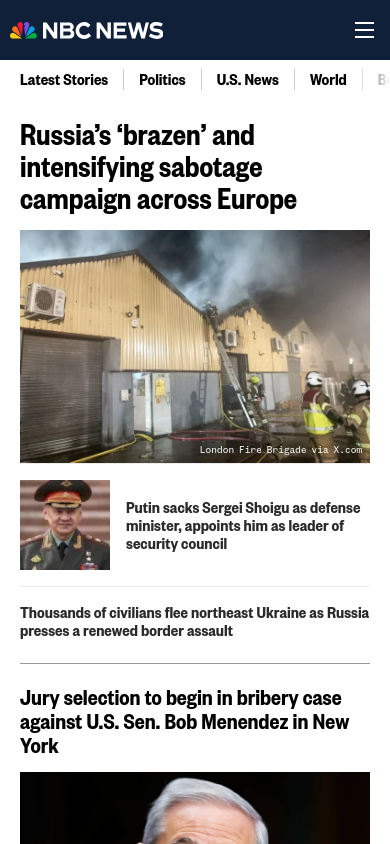 NBC NEWS
Latest Stories
Politics
U.S. News
World
Russia’s ‘brazen’ and
intensifying sabotage
campaign across Europe
London Fire Brigade via X.com
Putin sacks Sergei Shoigu as defense
minister, appoints him as leader of
security council
Thousands of civilians flee northeast Ukraine as Russia
presses a renewed border assault
Jury selection to begin in bribery case
against U.S. Sen. Bob Menendez in New
York